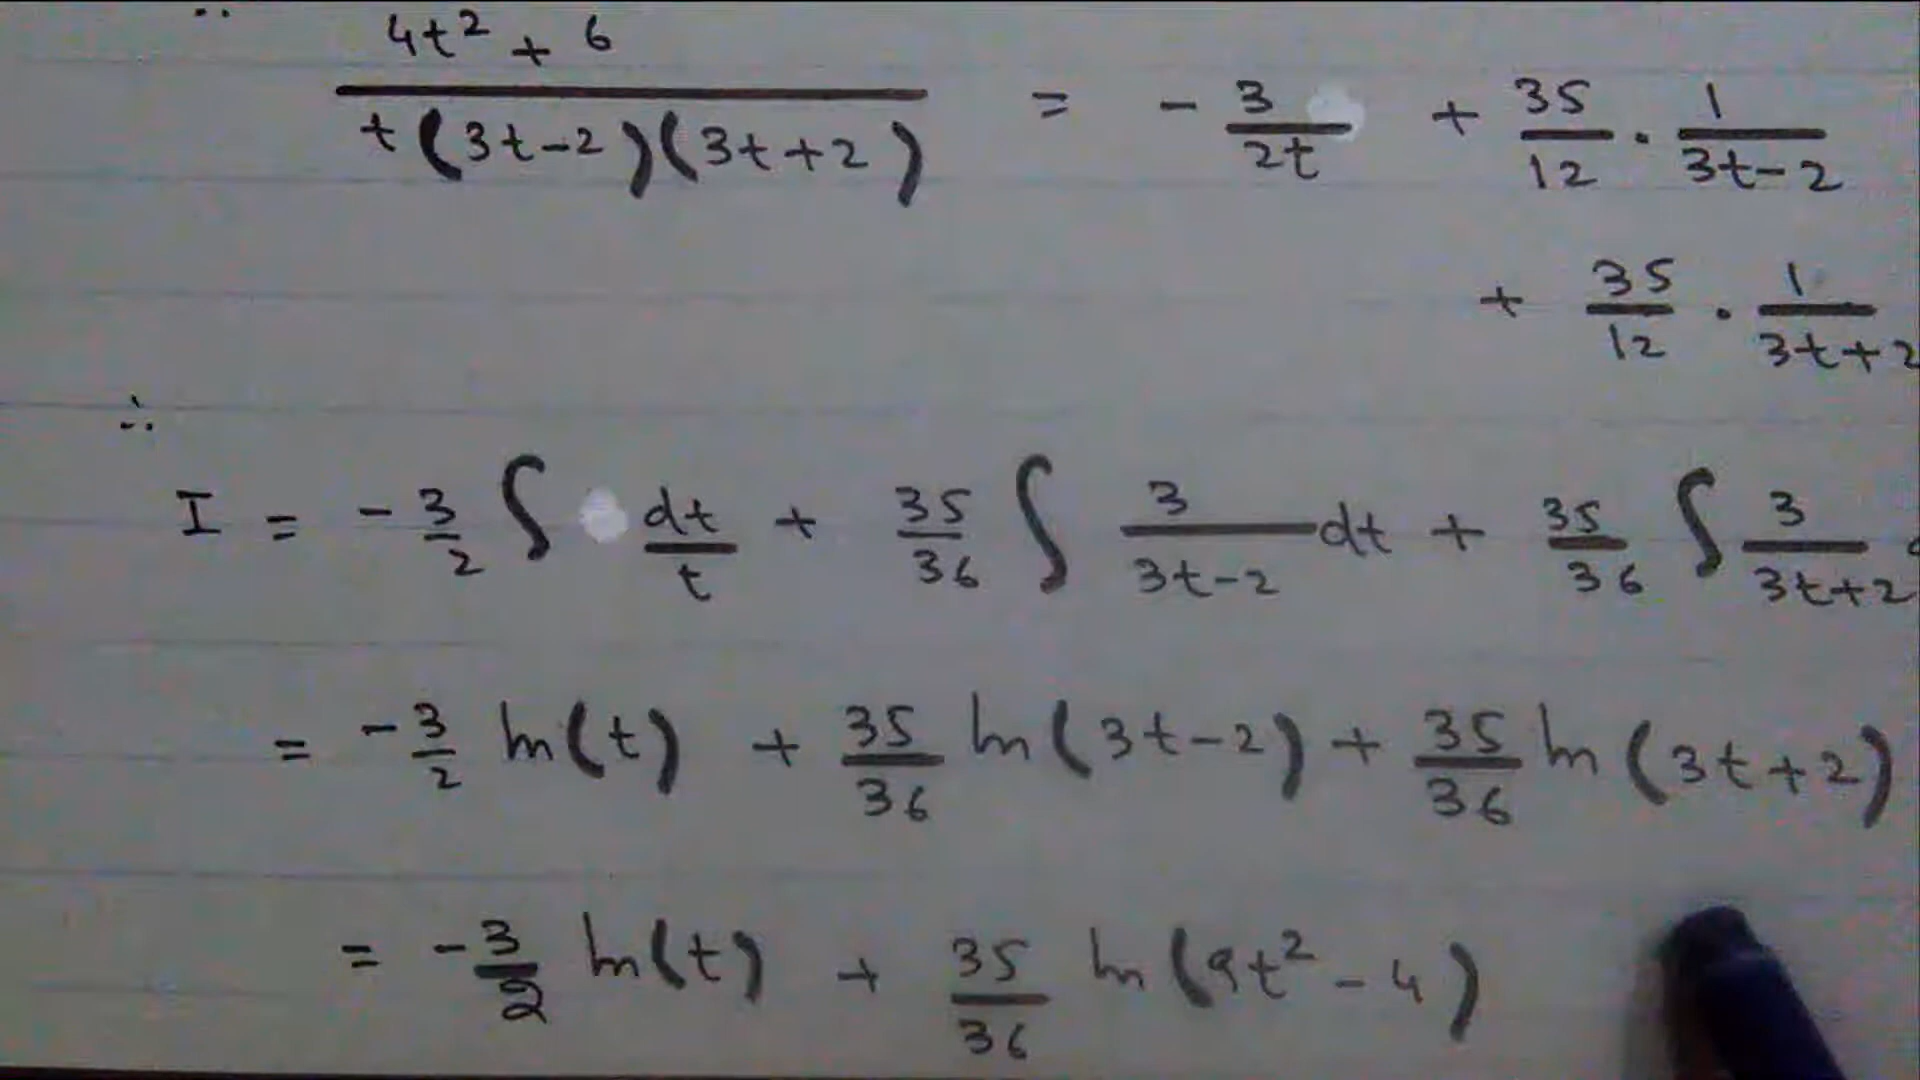 ∴ (4t² + 6) / (t(3t-2)(3t+2)) = - 3/2t + 35/12 · 1/(3t-2)
+ 35/12 · 1/(3t+2
∴
I = -3/2 ∫ dt/t + 35/36 ∫ 3/(3t-2) dt + 35/36 ∫ 3/(3t+2)
= -3/2 ln(t) + 35/36 ln(3t-2) + 35/36 ln(3t+2)
= -3/2 ln(t) + 35/36 ln(9t² - 4)